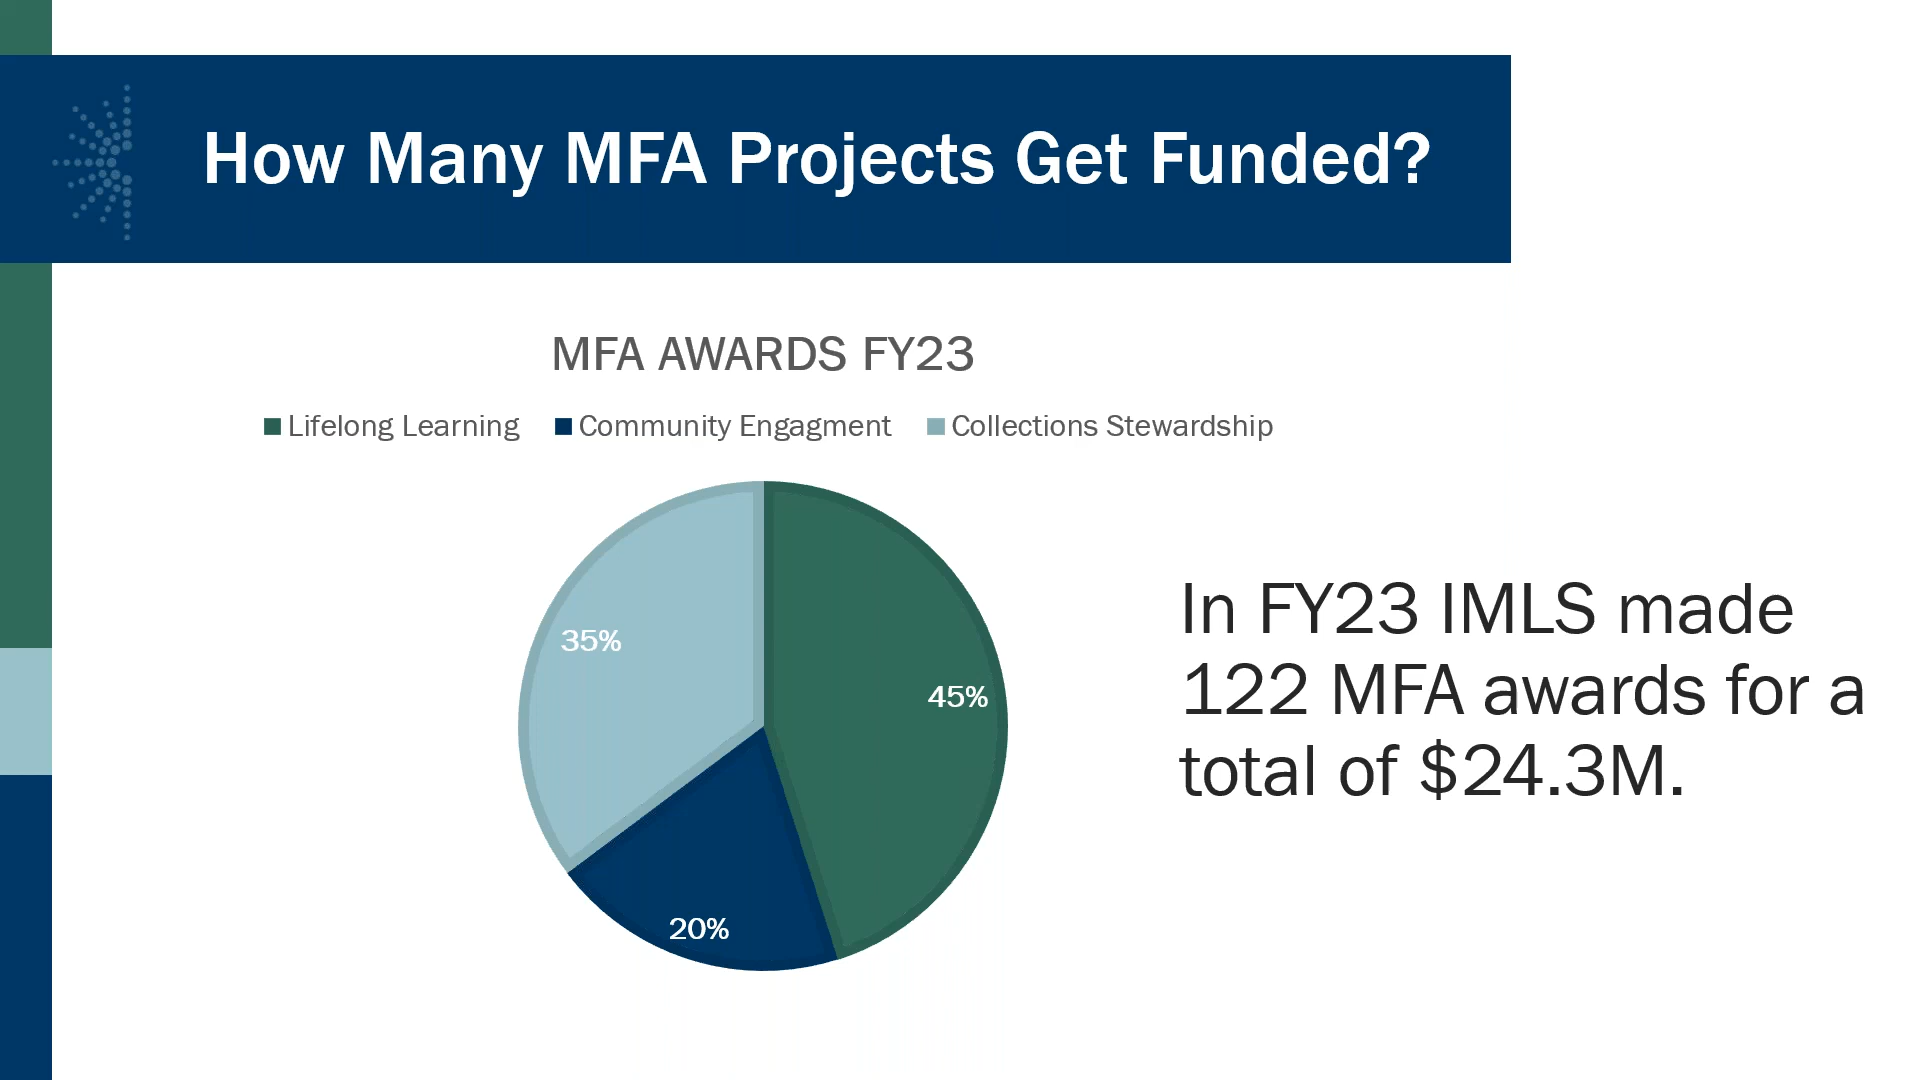 How Many MFA Projects Get Funded?
MFA AWARDS FY23
Lifelong Learning Community Engagment Collections Stewardship
35%
45%
20%
In FY23 IMLS made
122 MFA awards for a
total of $24.3M.